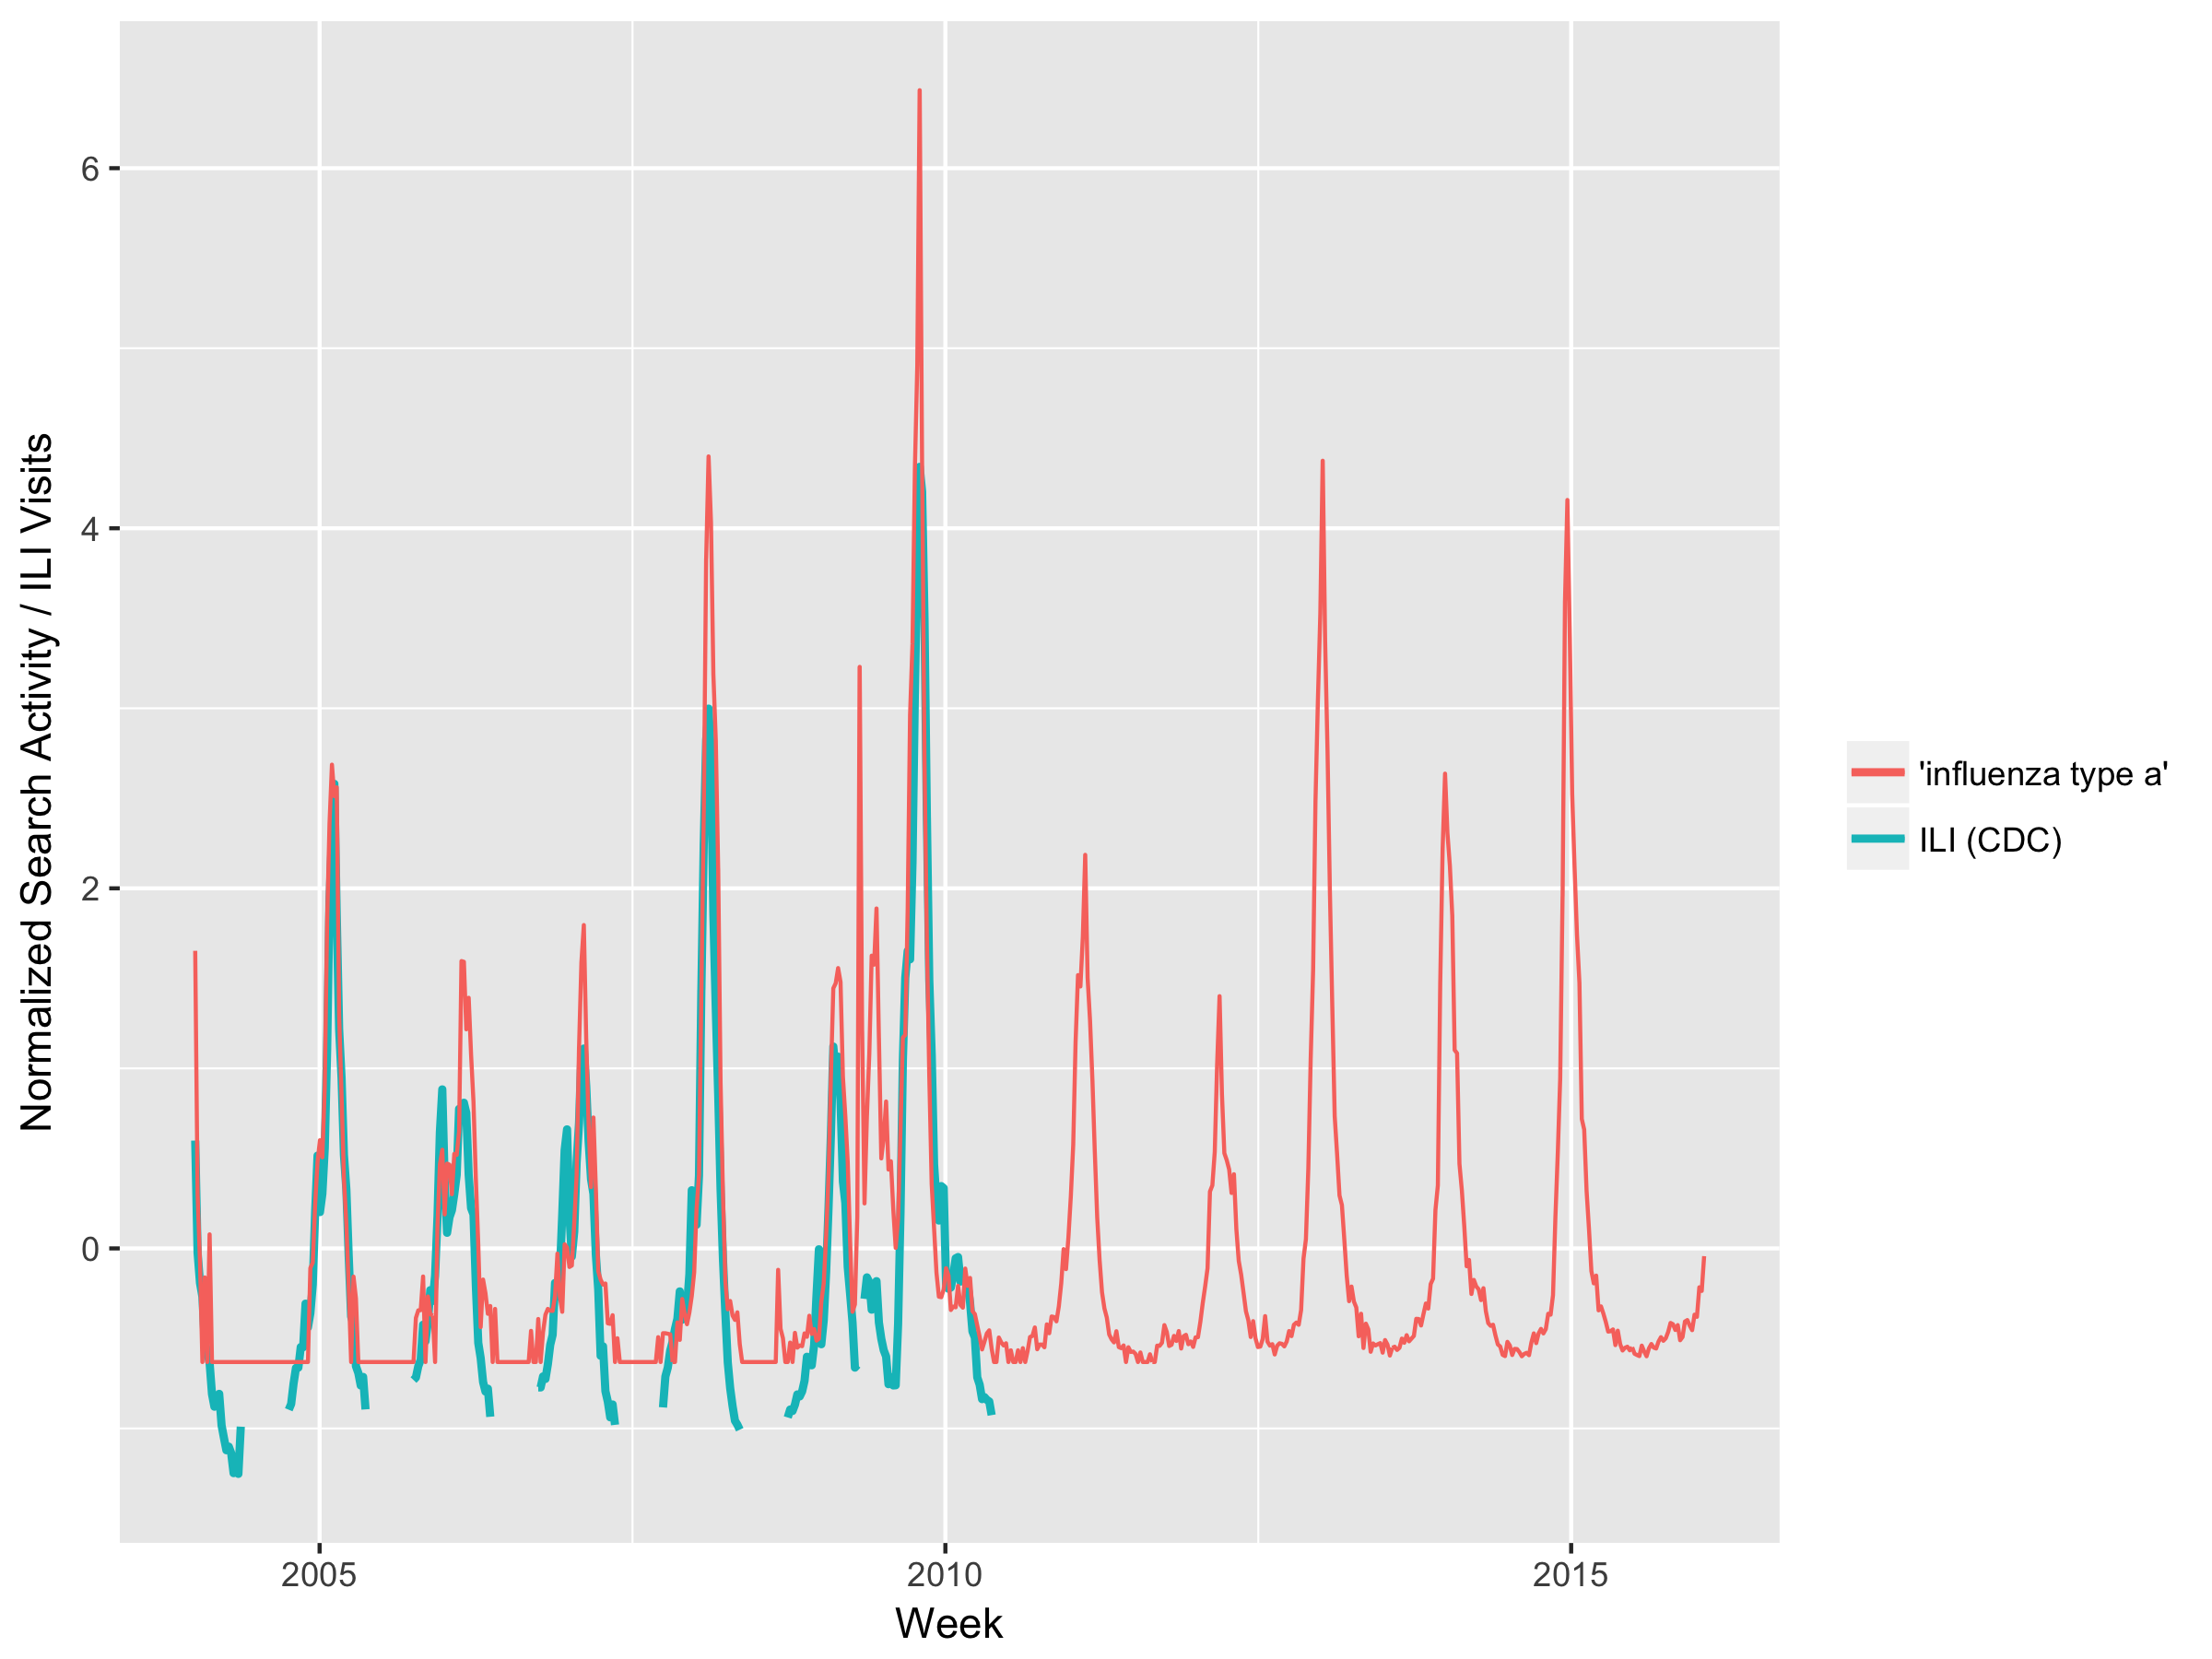 Normalized Search Activity / ILI Visits
6
4
2
0
2005
2010
2015
Week
'influenza type a'
ILI (CDC)